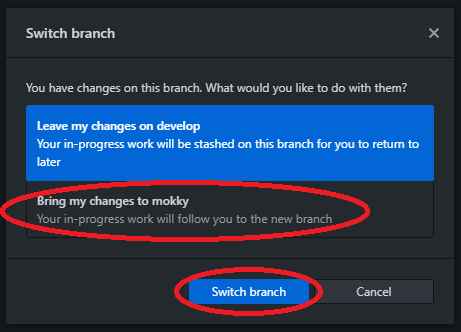 Switch branch
You have changes on this branch. What would you like to do with them?
Leave my changes on develop
Your in-progress work will be stashed on this branch for you to return to
later
Bring my changes to mokky
Your in-progress work will follow you to the new branch
Switch branch
Cancel